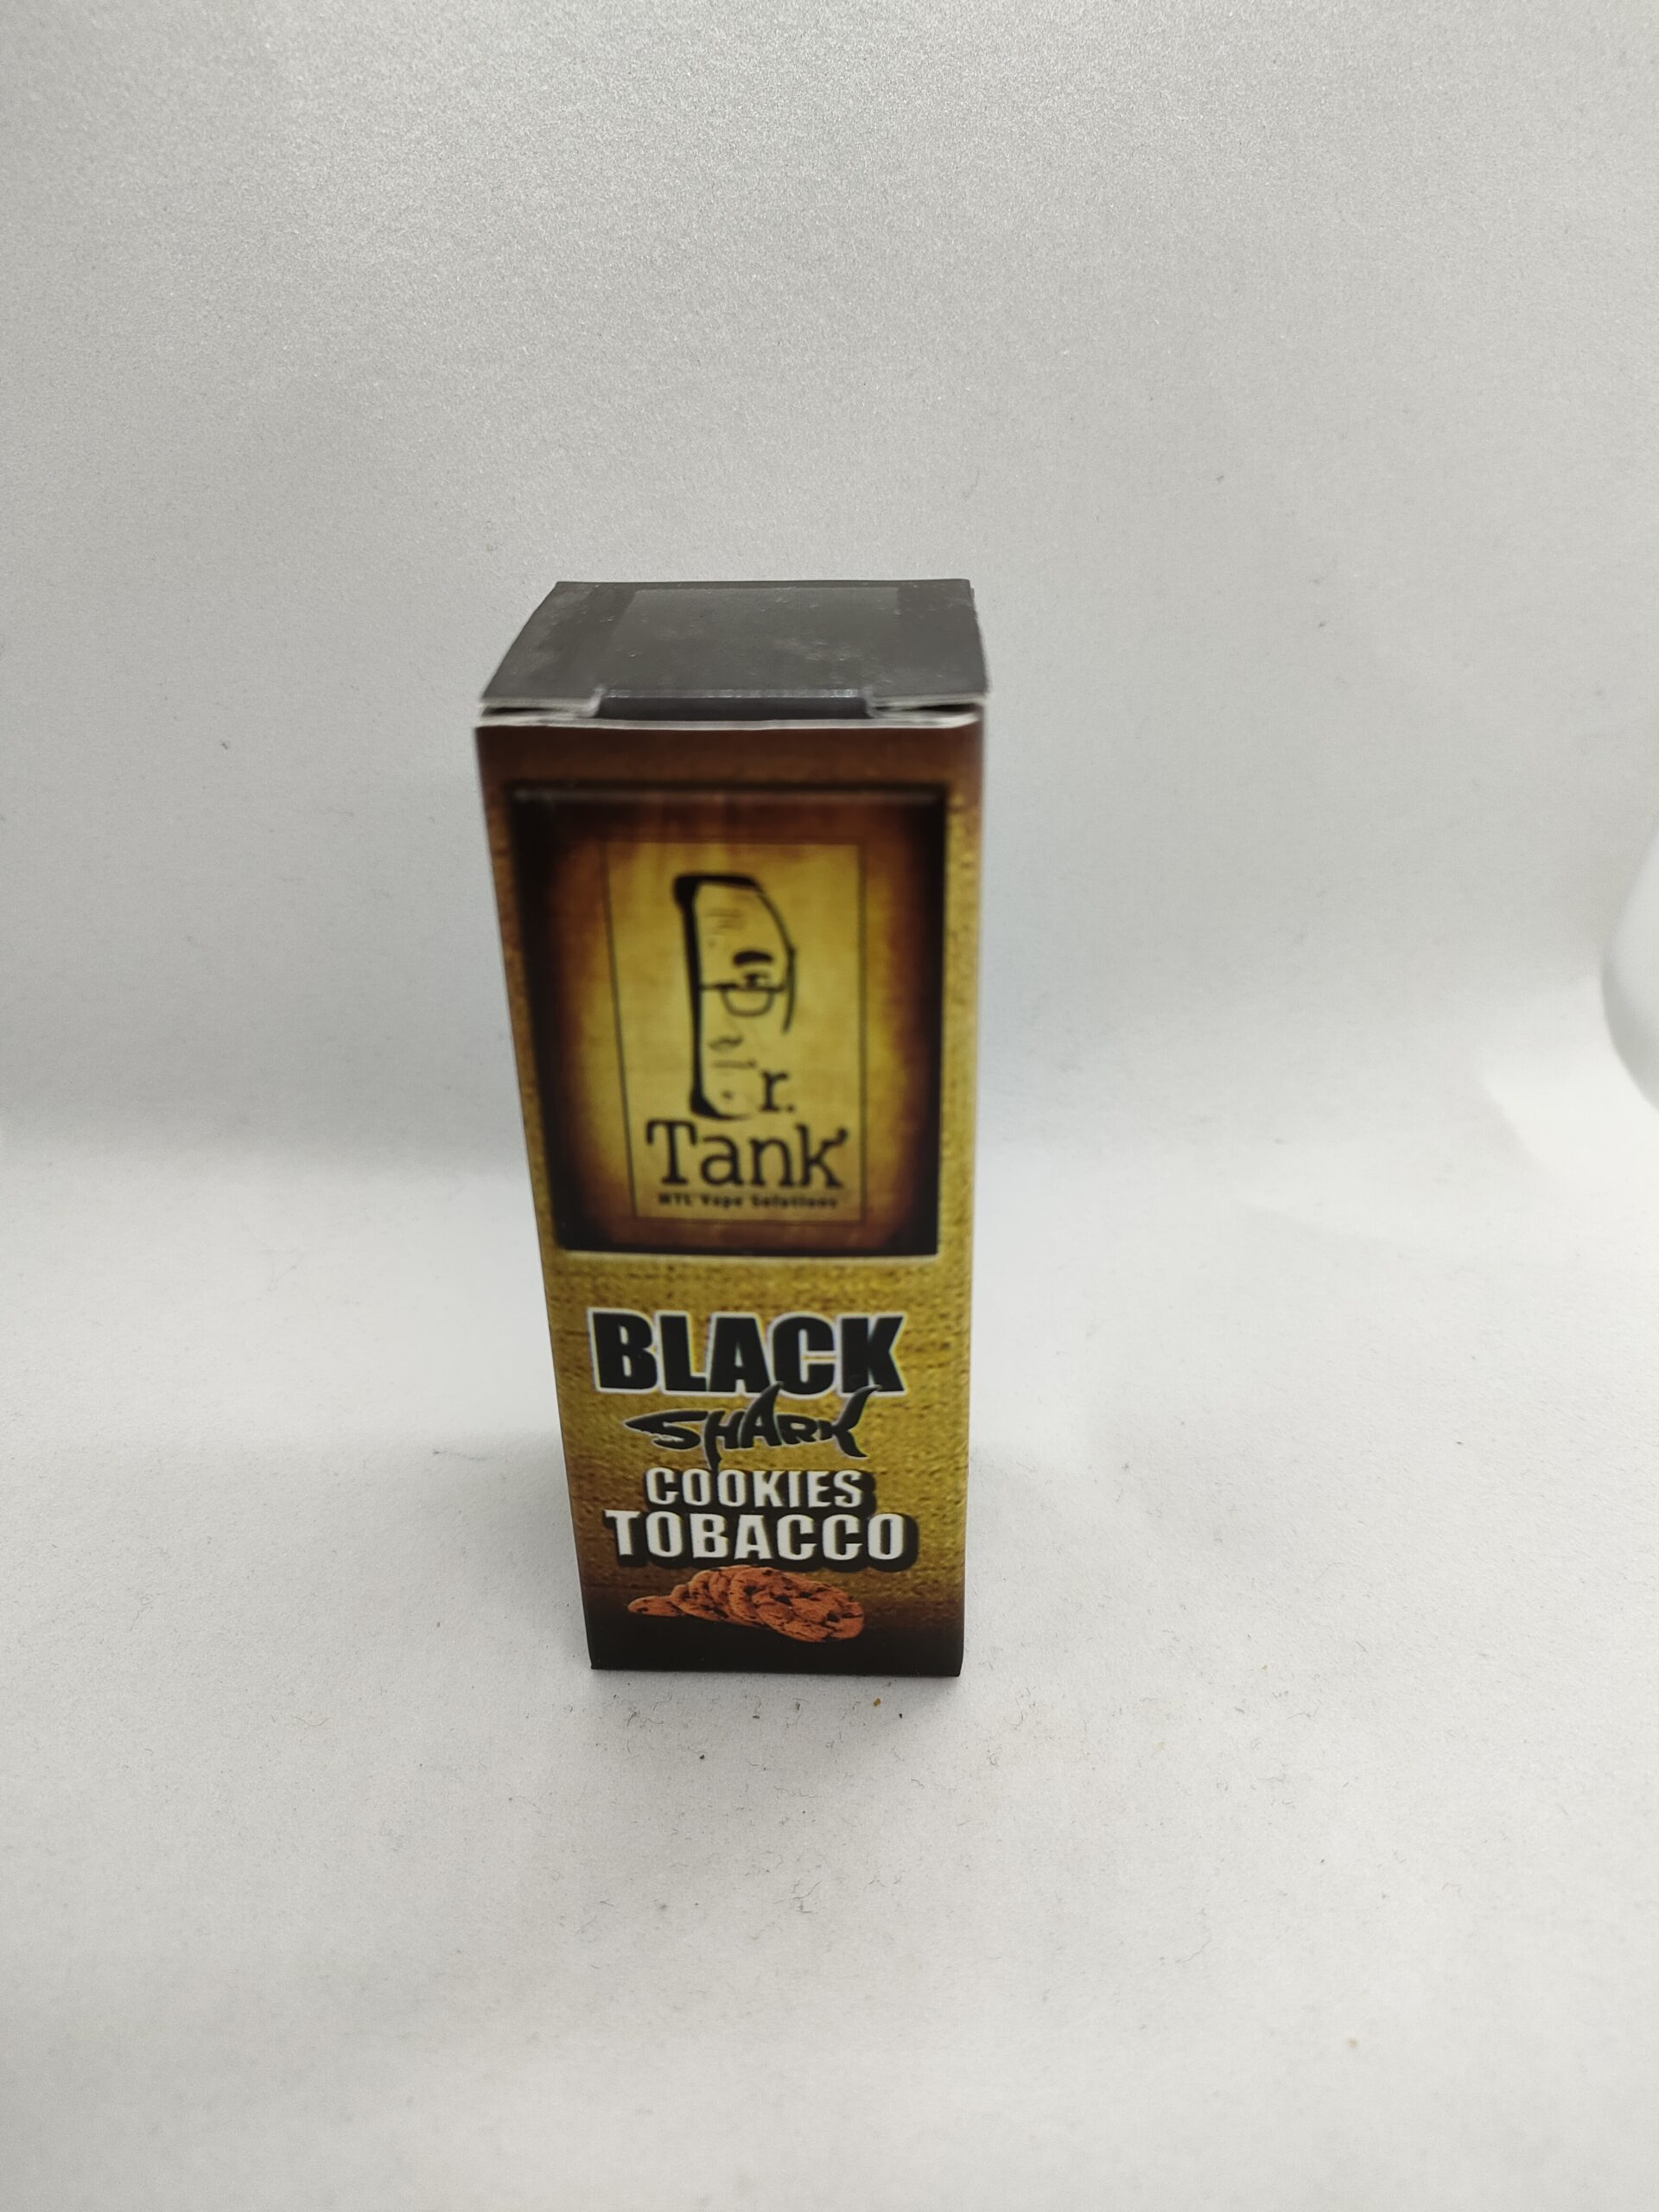 Dr.
Tank
MTL Vape Solutions
BLACK
SHARK
COOKIES
TOBACCO